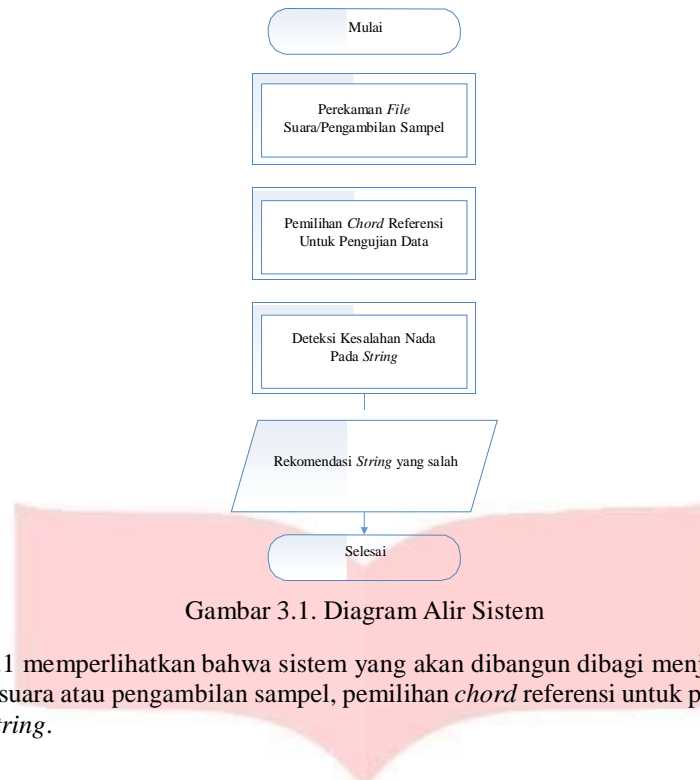 Mulai
Perekaman File
Suara/Pengambilan Sampel
Pemilihan Chord Referensi
Untuk Pengujian Data
Deteksi Kesalahan Nada
Pada String
Rekomendasi String yang salah
Selesai
Gambar 3.1. Diagram Alir Sistem
.1 memperlihatkan bahwa sistem yang akan dibangun dibagi
suara atau pengambilan sampel, pemilihan chord referensi untuk